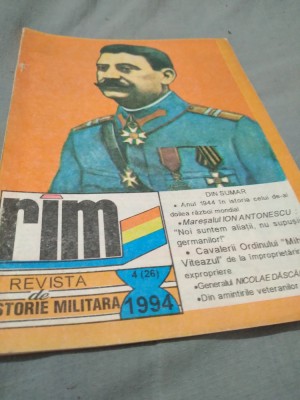 rim
REVISTA
de
ISTORIE MILITARA
4 (26)
1994
DIN SUMAR
• Anul 1944 în istoria celui de-al
doilea război mondial
• Mareşalul ION ANTONESCU
"Noi suntem aliaţii, nu supuşii
germanilor!"
• Cavalerii Ordinului "Mihai
Viteazul" de la împroprietărire
expropriere
• Generalul NICOLAE DĂSCĂL
• Din amintirile veteranilor